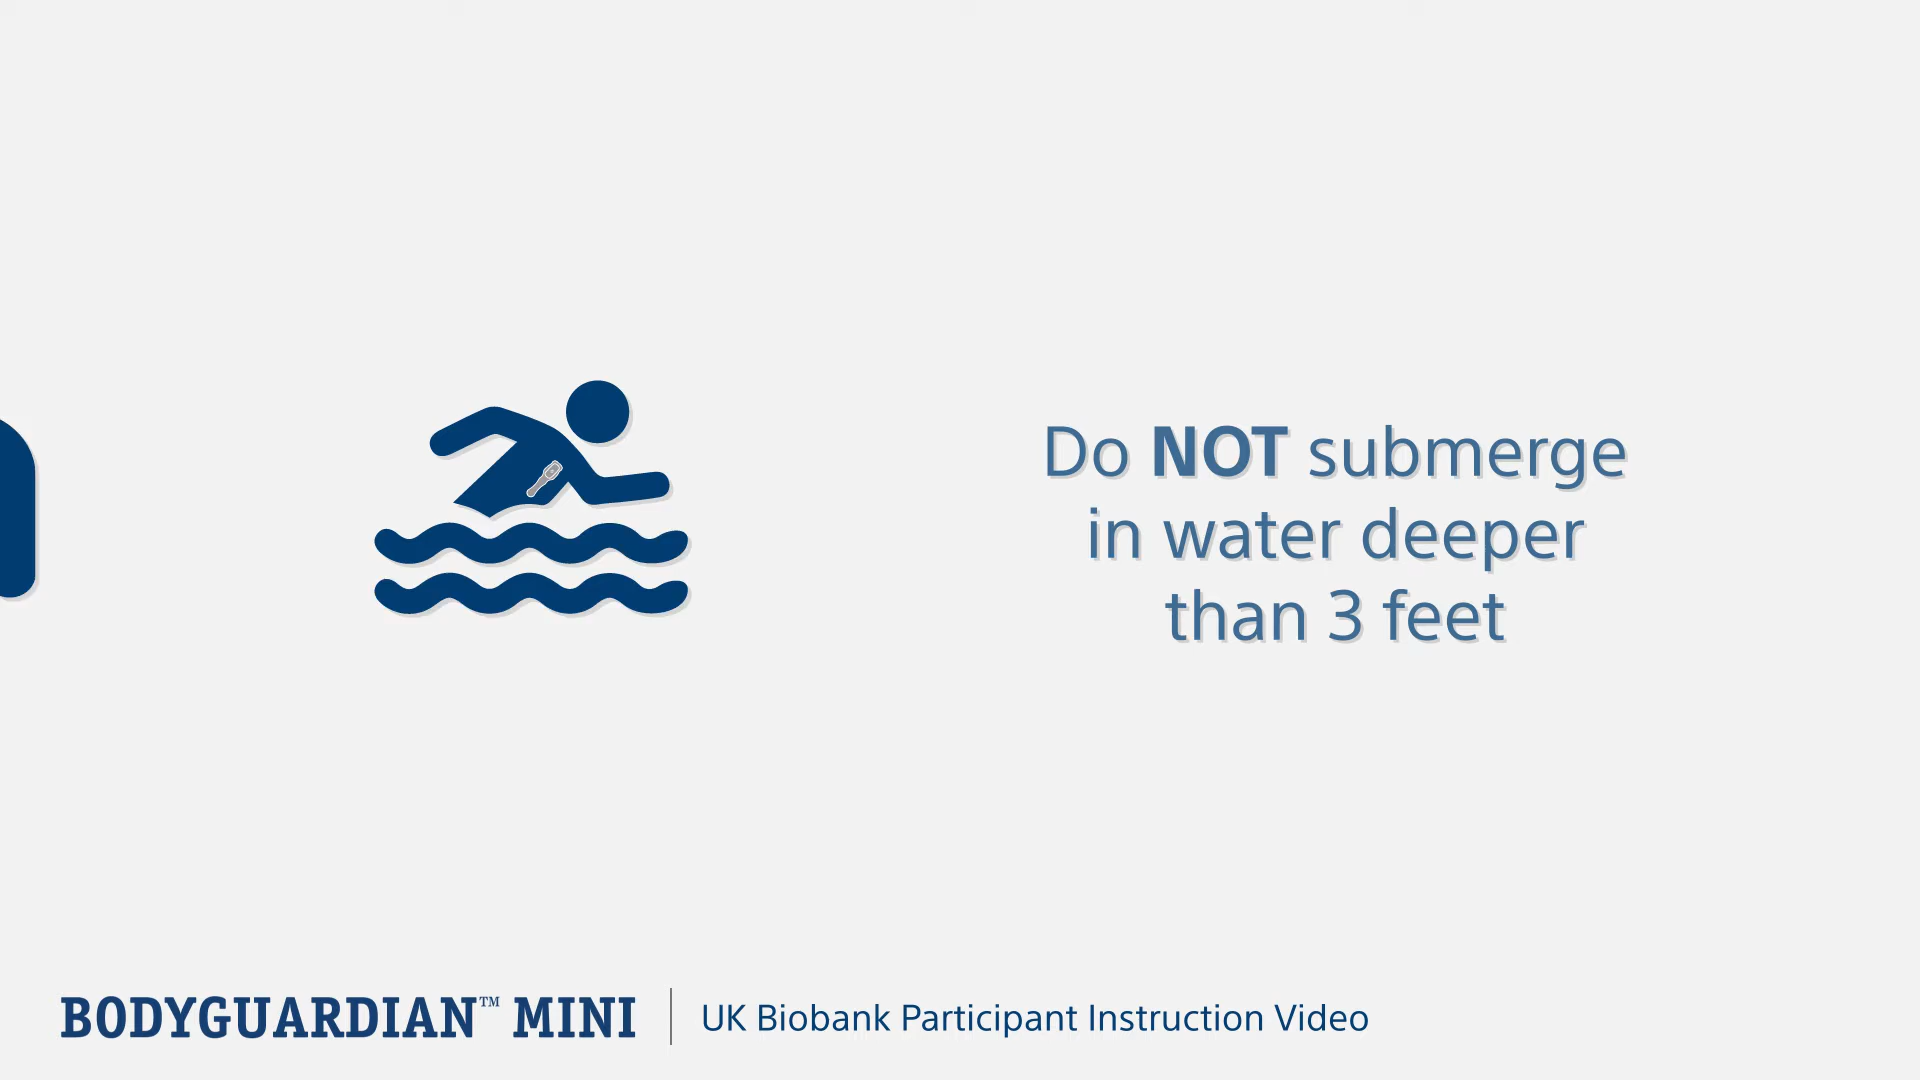 Do NOT submerge
in water deeper
than 3 feet
BODYGUARDIAN™ MINI
UK Biobank Participant Instruction Video